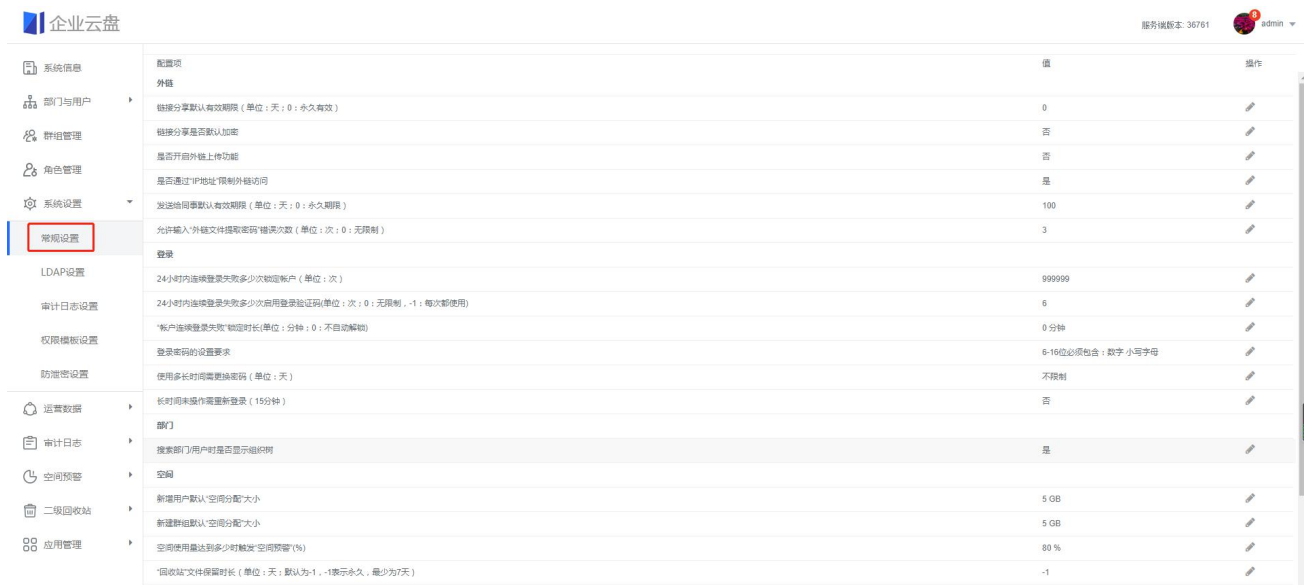 企业云盘
服务端版本: 36761
8
admin
系统信息
部门与用户
群组管理
角色管理
系统设置
常规设置
LDAP设置
审计日志设置
权限模板设置
防泄密设置
运营数据
审计日志
空间预警
二级回收站
应用管理
配置项 值 操作
外链
链接分享默认有效期限（单位：天；0：永久有效） 0
链接分享是否默认加密 否
是否开启外链上传功能 否
是否通过"IP地址"限制外链访问 是
发送给同事默认有效期限（单位：天；0：永久期限） 100
允许输入"外链文件提取密码"错误次数（单位：次；0：无限制） 3
登录
24小时内连续登录失败多少次锁定帐户（单位：次） 999999
24小时内连续登录失败多少次启用登录验证码(单位：次；0：无限制，-1：每次都使用) 6
"帐户连续登录失败"锁定时长(单位：分钟；0：不自动解锁) 0 分钟
登录密码的设置要求 6-16位必须包含：数字 小写字母
使用多长时间需更换密码（单位：天） 不限制
长时间未操作需重新登录（15分钟） 否
部门
搜索部门/用户时是否显示组织树 是
空间
新增用户默认"空间分配"大小 5 GB
新建群组默认"空间分配"大小 5 GB
空间使用量达到多少时触发"空间预警"(%) 80 %
"回收站"文件保留时长（单位：天；默认为-1，-1表示永久，最少为7天） -1